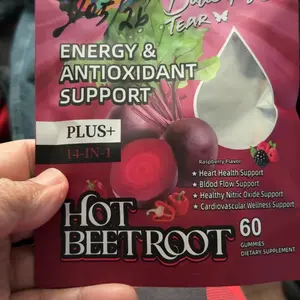 TEAR
ENERGY &
ANTIOXIDANT
SUPPORT
PLUS+
14-IN-1
Raspberry Flavor
★ Heart Health Support
★ Blood Flow Support
★ Healthy Nitric Oxide Support
★ Cardiovascular Wellness Support
HOT
BEETROOT
60
GUMMIES
DIETARY SUPPLEMENT